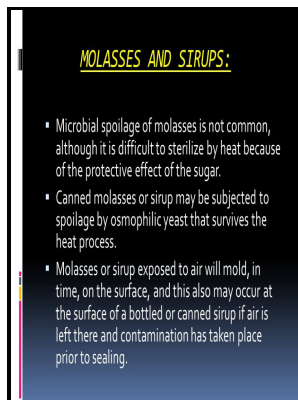 MOLASSES AND SIRUPS:
▪ Microbial spoilage of molasses is not common,
although it is difficult to sterilize by heat because
of the protective effect of the sugar.
▪ Canned molasses or sirup may be subjected to
spoilage by osmophilic yeast that survives the
heat process.
▪ Molasses or sirup exposed to air will mold, in
time, on the surface, and this also may occur at
the surface of a bottled or canned sirup if air is
left there and contamination has taken place
prior to sealing.